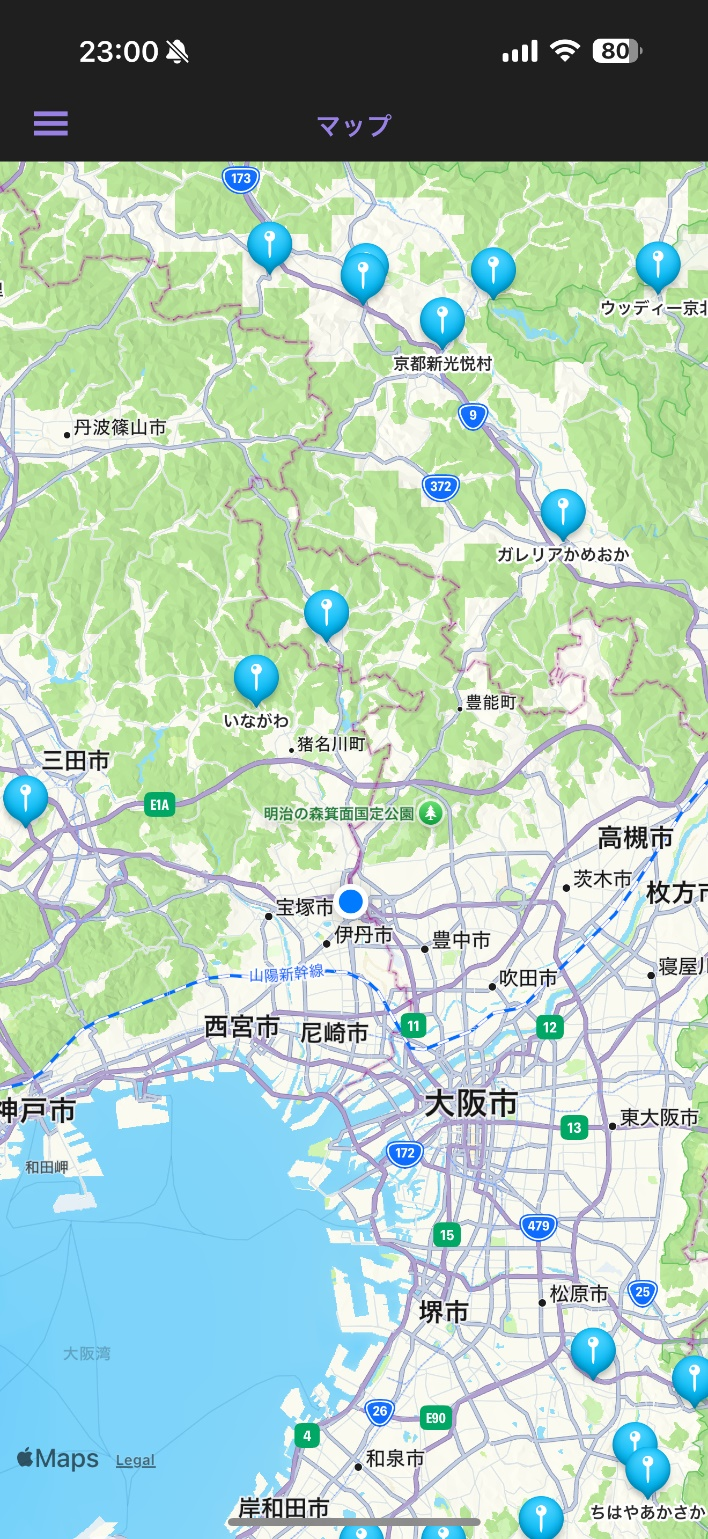 23:00
80
マップ
173
ウッディー京北
京都新光悦村
9
丹波篠山市
372
ガレリアかめおか
いながわ
豊能町
猪名川町
三田市
E1A
明治の森箕面国定公園
高槻市
茨木市
枚方市
宝塚市
伊丹市
豊中市
寝屋川
山陽新幹線
吹田市
西宮市
尼崎市
11
12
大阪市
神戸市
13
東大阪市
172
和田岬
15
479
松原市
25
堺市
大阪湾
26
E90
4
Maps
Legal
和泉市
岸和田市
ちはやあかさか